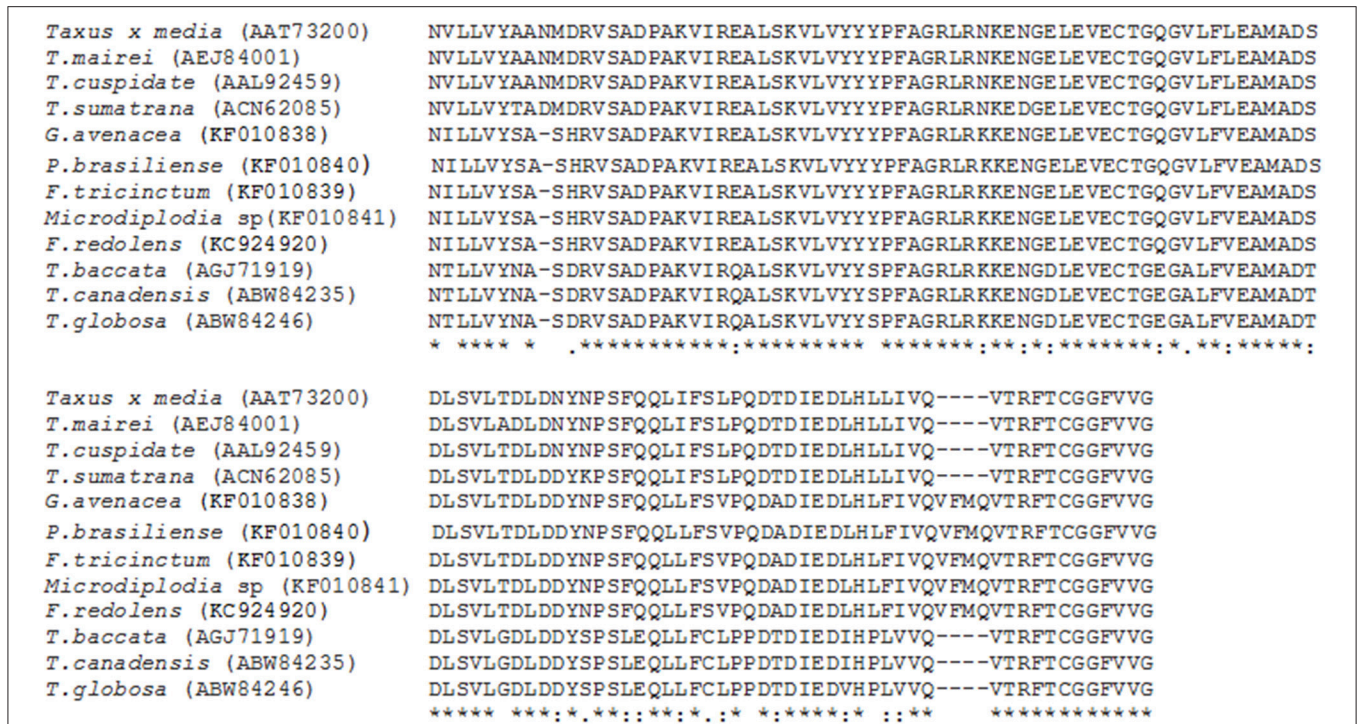 Taxus x media (AAT73200) NVLLVYAANMDRVSADPAKVIREALSKVLVYYYPFAGRLRNKENGELEVECTGQGVLFLEAMADS
T.mairei (AEJ84001) NVLLVYAANMDRVSADPAKVIREALSKVLVYYYPFAGRLRNKENGELEVECTGQGVLFLEAMADS
T.cuspidate (AAL92459) NVLLVYAANMDRVSADPAKVIREALSKVLVYYYPFAGRLRNKENGELEVECTGQGVLFLEAMADS
T.sumatrana (ACN62085) NVLLVYTADMDRVSADPAKVIREALSKVLVYYYPFAGRLRNKEDGELEVECTGQGVLFLEAMADS
G.avenacea (KF010838) NILLVYSA-SHRVSADPAKVIREALSKVLVYYYPFAGRLRKKENGELEVECTGQGVLFVEAMADS
P.brasiliense (KF010840) NILLVYSA-SHRVSADPAKVIREALSKVLVYYYPFAGRLRKKENGELEVECTGQGVLFVEAMADS
F.tricinctum (KF010839) NILLVYSA-SHRVSADPAKVIREALSKVLVYYYPFAGRLRKKENGELEVECTGQGVLFVEAMADS
Microdiplodia sp(KF010841) NILLVYSA-SHRVSADPAKVIREALSKVLVYYYPFAGRLRKKENGELEVECTGQGVLFVEAMADS
F.redolens (KC924920) NILLVYSA-SHRVSADPAKVIREALSKVLVYYYPFAGRLRKKENGELEVECTGQGVLFVEAMADS
T.baccata (AGJ71919) NTLLVYNA-SDRVSADPAKVIRQALSKVLVYYSPFAGRLRKKENGDLEVECTGEGALFVEAMADT
T.canadensis (ABW84235) NTLLVYNA-SDRVSADPAKVIRQALSKVLVYYSPFAGRLRKKENGDLEVECTGEGALFVEAMADT
T.globosa (ABW84246) NTLLVYNA-SDRVSADPAKVIRQALSKVLVYYSPFAGRLRKKENGDLEVECTGEGALFVEAMADT
* **** *  .***********:********* *******:**:*:*******:*.**:*****:
Taxus x media (AAT73200) DLSVLTDLDNYNPSFQQLIFSLPQDTDIEDLHLLIVQ----VTRFTCGGFVVG
T.mairei (AEJ84001) DLSVLADLDNYNPSFQQLIFSLPQDTDIEDLHLLIVQ----VTRFTCGGFVVG
T.cuspidate (AAL92459) DLSVLTDLDNYNPSFQQLIFSLPQDTDIEDLHLLIVQ----VTRFTCGGFVVG
T.sumatrana (ACN62085) DLSVLTDLDDYKPSFQQLIFSLPQDTDIEDLHLLIVQ----VTRFTCGGFVVG
G.avenacea (KF010838) DLSVLTDLDDYNPSFQQLLFSVPQDADIEDLHLFIVQVFMQVTRFTCGGFVVG
P.brasiliense (KF010840) DLSVLTDLDDYNPSFQQLLFSVPQDADIEDLHLFIVQVFMQVTRFTCGGFVVG
F.tricinctum (KF010839) DLSVLTDLDDYNPSFQQLLFSVPQDADIEDLHLFIVQVFMQVTRFTCGGFVVG
Microdiplodia sp (KF010841) DLSVLTDLDDYNPSFQQLLFSVPQDADIEDLHLFIVQVFMQVTRFTCGGFVVG
F.redolens (KC924920) DLSVLTDLDDYNPSFQQLLFSVPQDADIEDLHLFIVQVFMQVTRFTCGGFVVG
T.baccata (AGJ71919) DLSVLGDLDDYSPSLEQLLFCLPPDTDIEDIHPLVVQ----VTRFTCGGFVVG
T.canadensis (ABW84235) DLSVLGDLDDYSPSLEQLLFCLPPDTDIEDIHPLVVQ----VTRFTCGGFVVG
T.globosa (ABW84246) DLSVLGDLDDYSPSLEQLLFCLPPDTDIEDVHPLVVQ----VTRFTCGGFVVG
***** ***:*.**::**:*.:* *:****:* ::**    ************